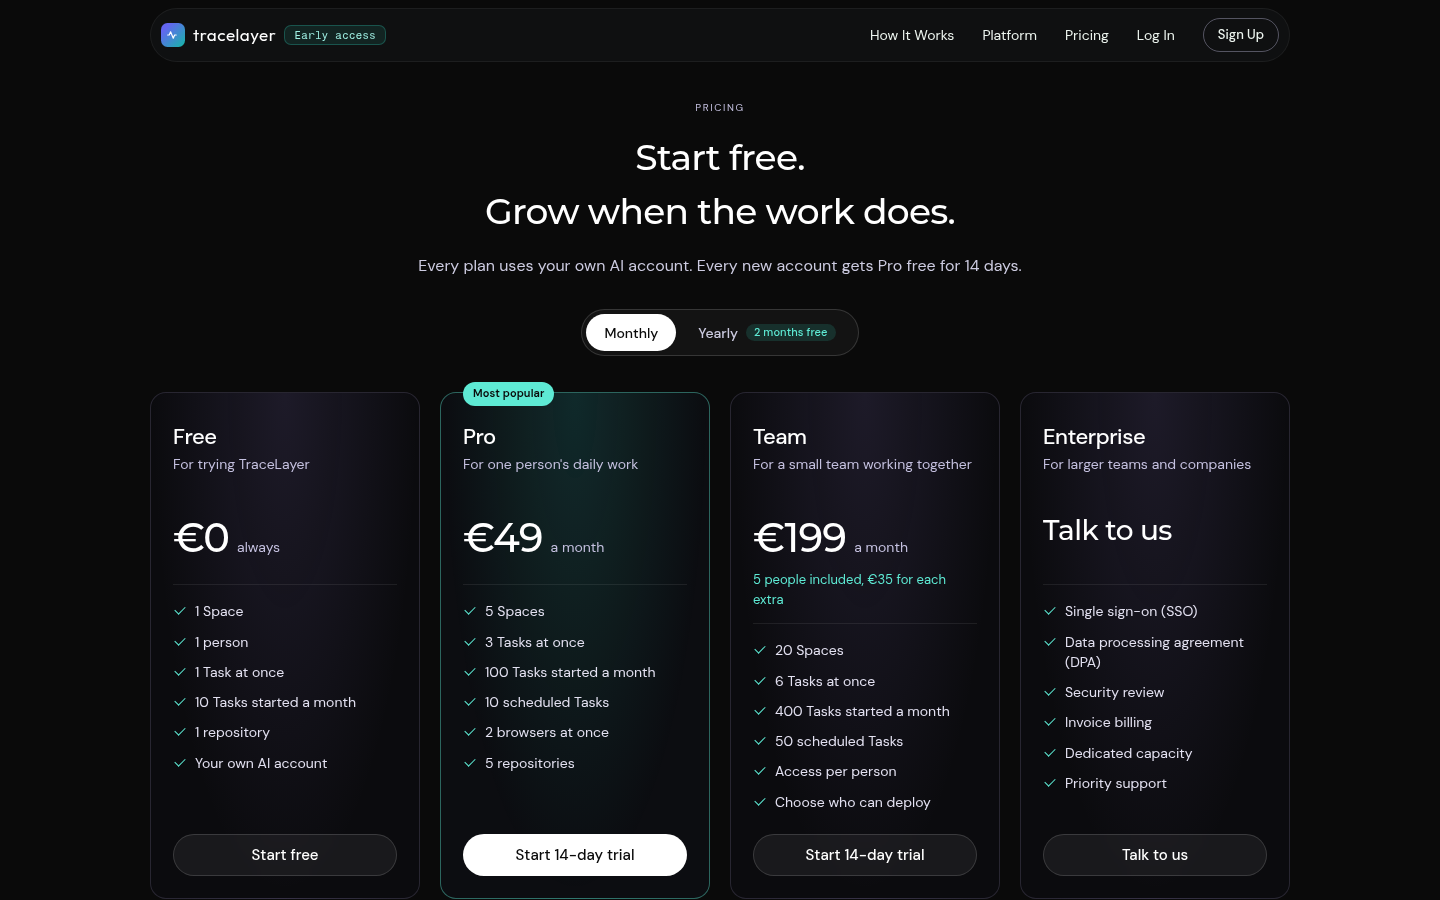 tracelayer
Early access
How It Works
Platform
Pricing
Log In
Sign Up
PRICING
Start free.
Grow when the work does.
Every plan uses your own AI account. Every new account gets Pro free for 14 days.
Monthly
Yearly
2 months free
Free
For trying TraceLayer
€0 always
1 Space
1 person
1 Task at once
10 Tasks started a month
1 repository
Your own AI account
Start free
Most popular
Pro
For one person's daily work
€49 a month
5 Spaces
3 Tasks at once
100 Tasks started a month
10 scheduled Tasks
2 browsers at once
5 repositories
Start 14-day trial
Team
For a small team working together
€199 a month
5 people included, €35 for each
extra
20 Spaces
6 Tasks at once
400 Tasks started a month
50 scheduled Tasks
Access per person
Choose who can deploy
Start 14-day trial
Enterprise
For larger teams and companies
Talk to us
Single sign-on (SSO)
Data processing agreement
(DPA)
Security review
Invoice billing
Dedicated capacity
Priority support
Talk to us